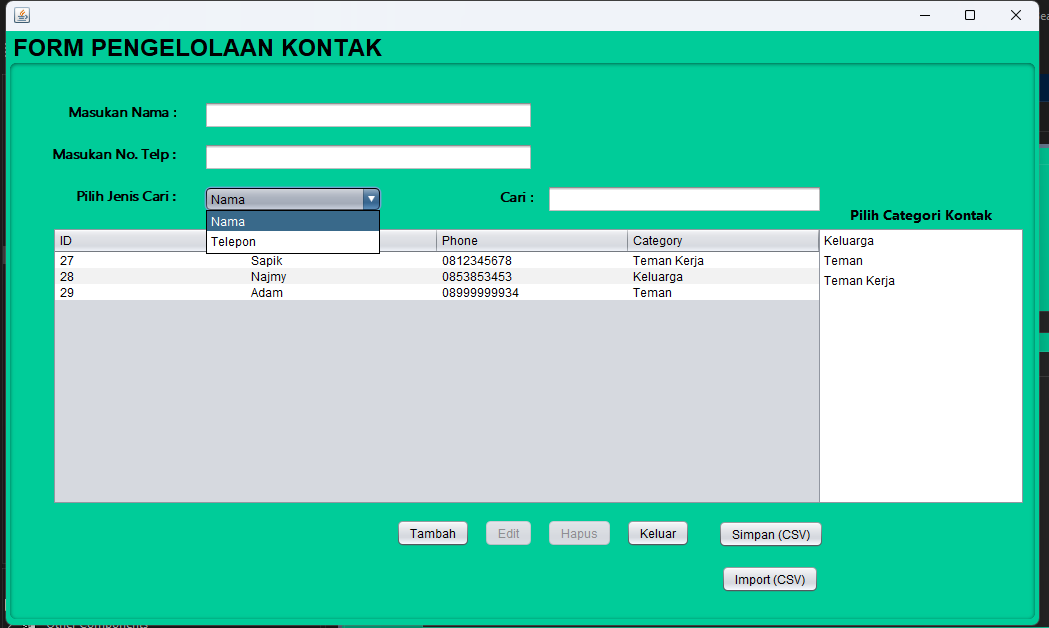 FORM PENGELOLAAN KONTAK
Masukan Nama :
Masukan No. Telp :
Pilih Jenis Cari : Nama Cari :
Nama
Telepon
Pilih Categori Kontak
ID Phone Category
27 Sapik 0812345678 Teman Kerja
28 Najmy 0853853453 Keluarga
29 Adam 08999999934 Teman
Keluarga
Teman
Teman Kerja
Tambah Edit Hapus Keluar Simpan (CSV)
Import (CSV)